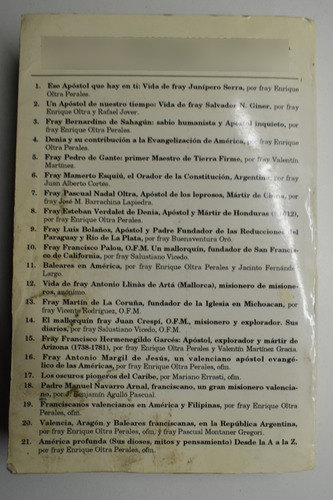 1. Ese Apóstol que hay en ti: Vida de fray Junípero Serra, por fray Enrique
Oltra Perales.
2. Un Apóstol de nuestro tiempo: Vida de fray Salvador N. Giner, por fray
Enrique Oltra y Rafael Jover.
3. Fray Bernardino de Sahagún: sabio humanista y Apóstol inquieto, por fray
Enrique Oltra Perales.
4. Denia y su contribución a la Evangelización de América, por fray Enrique
Oltra Perales.
5. Fray Pedro de Gante: primer Maestro de Tierra Firme, por fray Valentín
Martínez.
6. Fray Mamerto Esquiú, el Orador de la Constitución, Argentina, por fray
Juan Alberto Cortés.
7. Fray Pascual Nadal Oltra, Apóstol de los leprosos, Mártir de China, por
fray José M. Barrachina Lapiedra.
8. Fray Esteban Verdalet de Denia, Apóstol y Mártir de Honduras (1612),
por fray Enrique Oltra Perales.
9. Fray Luis Bolaños, Apóstol y Padre Fundador de las Reducciones del
Paraguay y Río de La Plata, por fray Buenaventura Oró.
10. Fray Francisco Palou, O.F.M. Un mallorquín, fundador de San Francis-
co de California, por fray Salustiano Vicedo.
11. Baleares en América, por fray Enrique Oltra Perales y Jacinto Fernández
Largo.
12. Vida de fray Antonio Llinás de Artá (Mallorca), misionero de misione-
ros, anónimo.
13. Fray Martín de La Coruña, fundador de la Iglesia en Michoacan, por
fray Vicente Rodríguez, O.F.M.
14. El mallorquín fray Juan Crespí, O.F.M., misionero y explorador. Sus
diarios, por fray Salustiano Vicedo, O.F.M.
15. Fray Francisco Hermenegildo Garcés: Apóstol, explorador y mártir de
Arizona (1738-1781), por fray Enrique Oltra Perales y Valentín Martínez Gracia.
16. Fray Antonio Margil de Jesús, un valenciano apóstol evangé-
lico de las Américas, por fray Enrique Oltra Perales, ofm.
17. Los oscuros pioneros del Caribe, por Mariano Errasti, ofm.
18. Padre Manuel Navarro Arnal, franciscano, un gran misionero valencia-
no, por J. Benjamín Agulló Pascual.
19. Franciscanos valencianos en América y Filipinas, por fray Enrique Oltra
Perales, ofm.
20. Valencia, Aragón y Baleares franciscanas, en la República Argentina,
por fray Enrique Oltra Perales, ofm, y fray Pascual Montaner Gregori.
21. América profunda (Sus dioses, mitos y pensamiento) Desde la A a la Z,
por fray Enrique Oltra Perales, ofm.